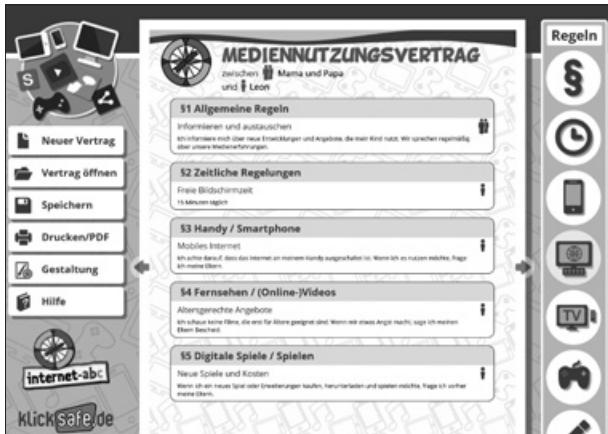 Neuer Vertrag
Vertrag öffnen
Speichern
Drucken/PDF
Gestaltung
Hilfe
internet-abc
klicksafe.de
MEDIENNUTZUNGSVERTRAG
zwischen Mama und Papa
und Leon
§1 Allgemeine Regeln
Informieren und austauschen
Ich informiere mich über neue Entwicklungen und Angebote, die mein Kind nutzt. Wir sprechen regelmäßig
über unsere Medienerfahrungen.
§2 Zeitliche Regelungen
Freie Bildschirmzeit
15 Minuten täglich
§3 Handy / Smartphone
Mobiles Internet
Ich achte darauf, dass das Internet an meinem Handy ausgeschaltet ist. Wenn ich es nutzen möchte, frage
ich meine Eltern.
§4 Fernsehen / (Online-)Videos
Altersgerechte Angebote
Ich schaue keine Filme, die erst für Ältere geeignet sind. Wenn mir etwas Angst macht, sage ich meinen
Eltern Bescheid.
§5 Digitale Spiele / Spielen
Neue Spiele und Kosten
Wenn ich ein neues Spiel oder Erweiterungen kaufen, herunterladen und spielen möchte, frage ich vorher
meine Eltern.
Regeln
§
TV